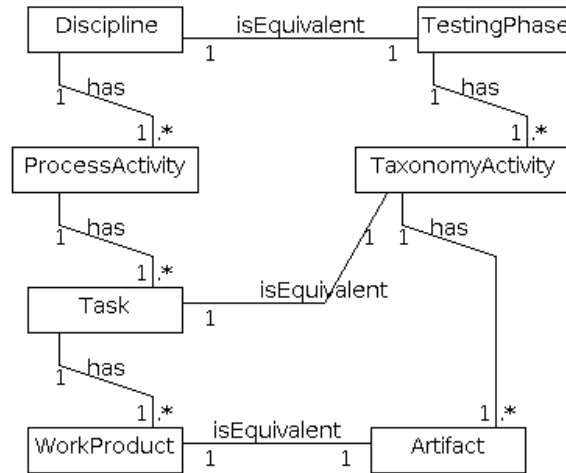 Discipline
isEquivalent
TestingPhase
1
1
has
1
1.*
has
1
1.*
ProcessActivity
TaxonomyActivity
has
1
1.*
1
has
1
Task
isEquivalent
1
has
1
1.*
1.*
WorkProduct
isEquivalent
Artifact
1
1